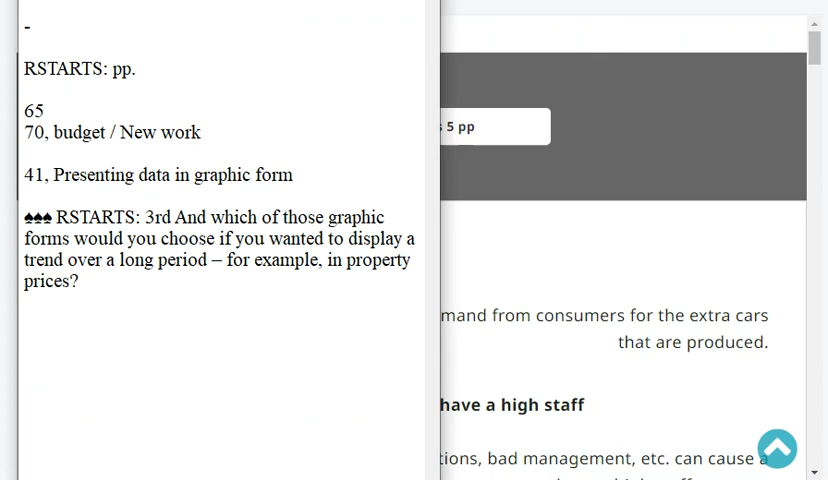 -
RSTARTS: pp.
65
70, budget / New work
41, Presenting data in graphic form
♠♠♠ RSTARTS: 3rd And which of those graphic
forms would you choose if you wanted to display a
trend over a long period – for example, in property
prices?
5 pp
mand from consumers for the extra cars
that are produced.
have a high staff
tions, bad management, etc. can cause a